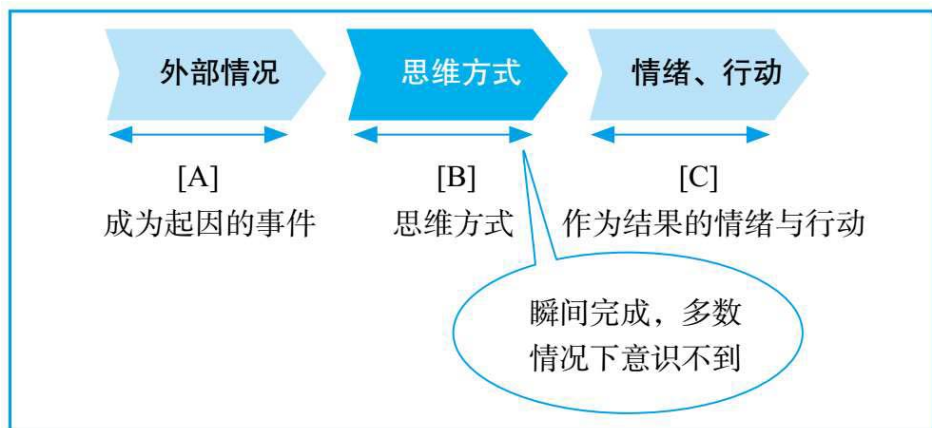 外部情况
思维方式
情绪、行动
[A]
[B]
[C]
成为起因的事件
思维方式
作为结果的情绪与行动
瞬间完成，多数
情况下意识不到